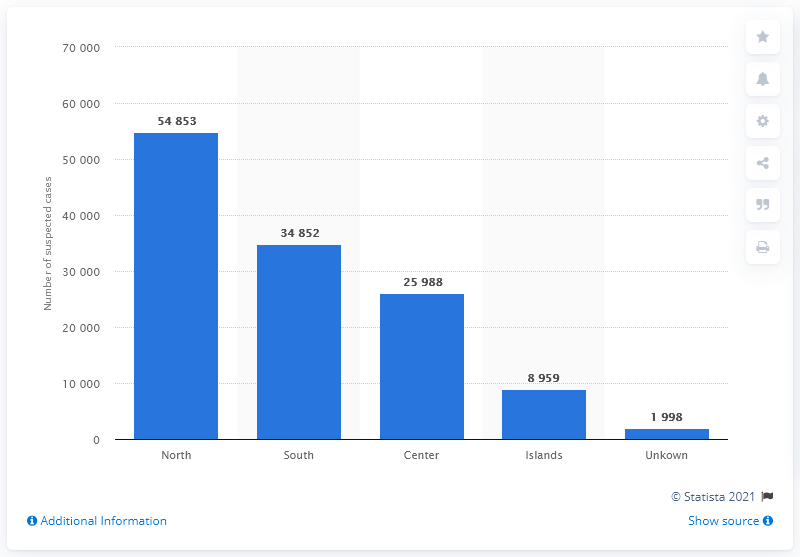 70 000
60 000
50 000
40 000
30 000
20 000
10 000
0
Number of suspected cases
54 853
34 852
25 988
8 959
1 998
North
South
Center
Islands
Unkown
© Statista 2021
Additional Information
Show source